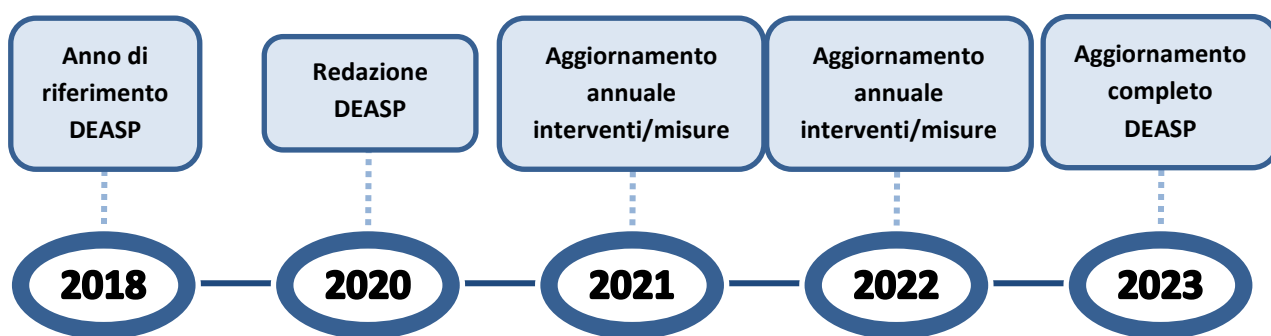 Anno di
riferimento
DEASP
Redazione
DEASP
Aggiornamento
annuale
interventi/misure
Aggiornamento
annuale
interventi/misure
Aggiornamento
completo
DEASP
2018
2020
2021
2022
2023